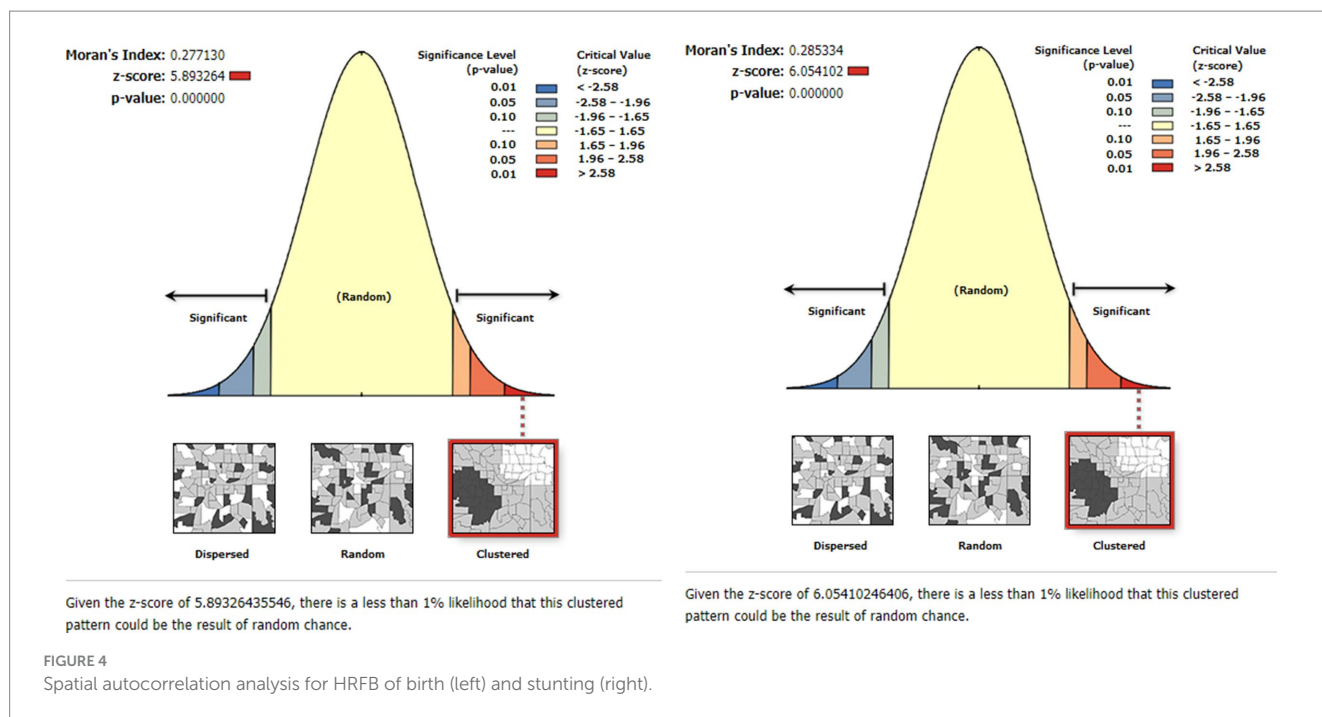 Moran's Index: 0.277130
z-score: 5.893264
p-value: 0.000000
Significance Level
(p-value)
Critical Value
(z-score)
0.01 < -2.58
0.05 -2.58 – -1.96
0.10 -1.96 – -1.65
--- -1.65 – 1.65
0.10 1.65 – 1.96
0.05 1.96 – 2.58
0.01 > 2.58
(Random)
Significant
Significant
Dispersed
Random
Clustered
Given the z-score of 5.89326435546, there is a less than 1% likelihood that this clustered
pattern could be the result of random chance.
Moran's Index: 0.285334
z-score: 6.054102
p-value: 0.000000
Significance Level
(p-value)
Critical Value
(z-score)
0.01 < -2.58
0.05 -2.58 – -1.96
0.10 -1.96 – -1.65
--- -1.65 – 1.65
0.10 1.65 – 1.96
0.05 1.96 – 2.58
0.01 > 2.58
(Random)
Significant
Significant
Dispersed
Random
Clustered
Given the z-score of 6.05410246406, there is a less than 1% likelihood that this clustered
pattern could be the result of random chance.
FIGURE 4
Spatial autocorrelation analysis for HRFB of birth (left) and stunting (right).